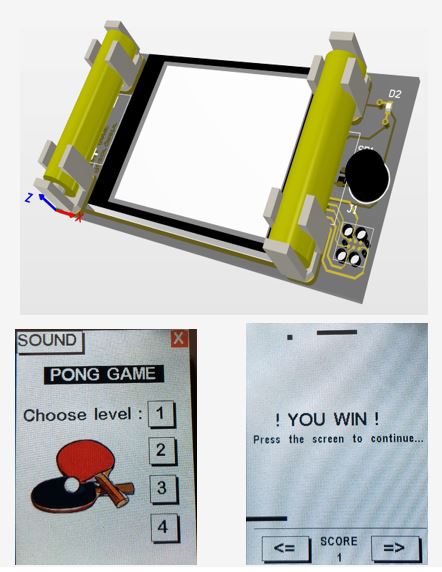 D2
J1
Z
X
SOUND
X
PONG GAME
Choose level :
1
2
3
4
! YOU WIN !
Press the screen to continue...
<=
SCORE
1
=>